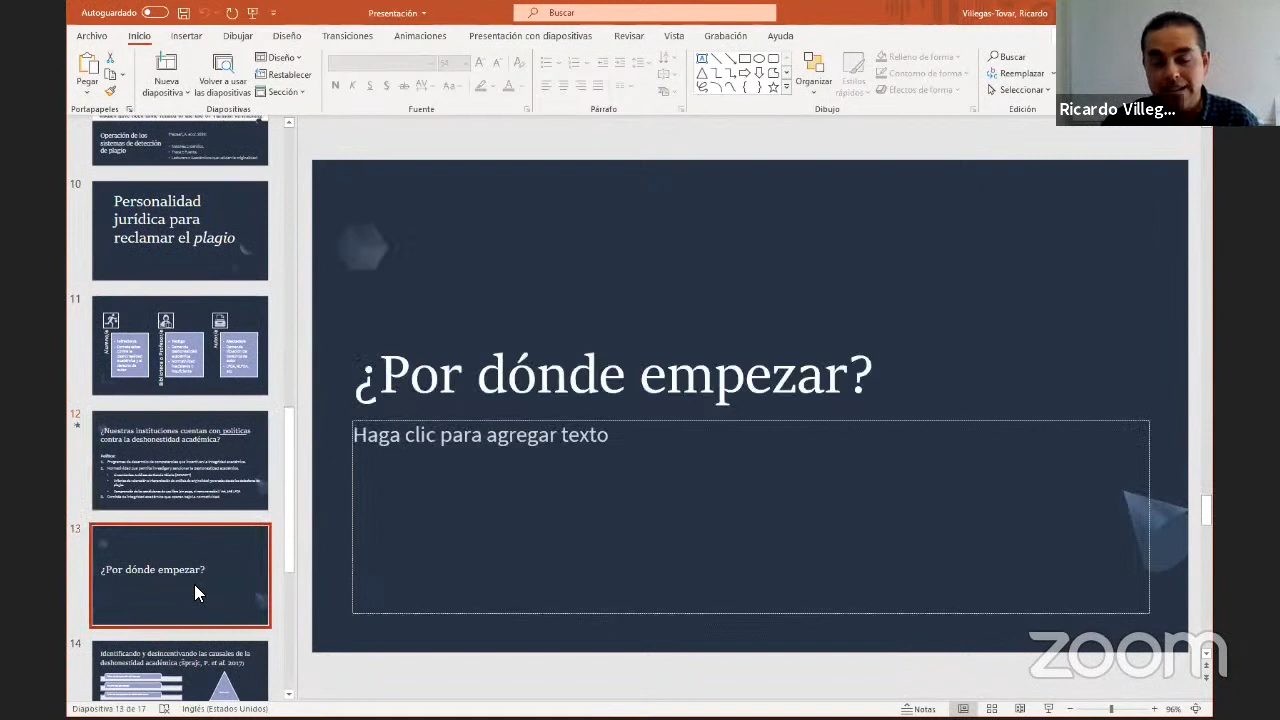 Autoguardado
Presentación
Buscar
Villegas-Tovar, Ricardo
Archivo Inicio Insertar Dibujar Diseño Transiciones Animaciones Presentación con diapositivas Revisar Vista Grabación Ayuda
Pegar
Nueva diapositiva
Volver a usar las diapositivas
Diseño
Restablecer
Sección
N K S
Organizar
Estilos rápidos
Relleno de forma
Contorno de forma
Efectos de forma
Buscar
Reemplazar
Seleccionar
Portapapeles
Diapositivas
Fuente
Párrafo
Dibujo
Edición
Ricardo Villeg...
Operación de los
sistemas de detección
de plagio
10
Personalidad
jurídica para
reclamar el plagio
11
12
¿Nuestras instituciones cuentan con políticas
contra la deshonestidad académica?
13
¿Por dónde empezar?
14
Identificando y desincentivando las causales de la
deshonestidad académica (Šprajc, P. et al. 2017)
¿Por dónde empezar?
Haga clic para agregar texto
zoom
Diapositiva 13 de 17
Inglés (Estados Unidos)
Notas
96%